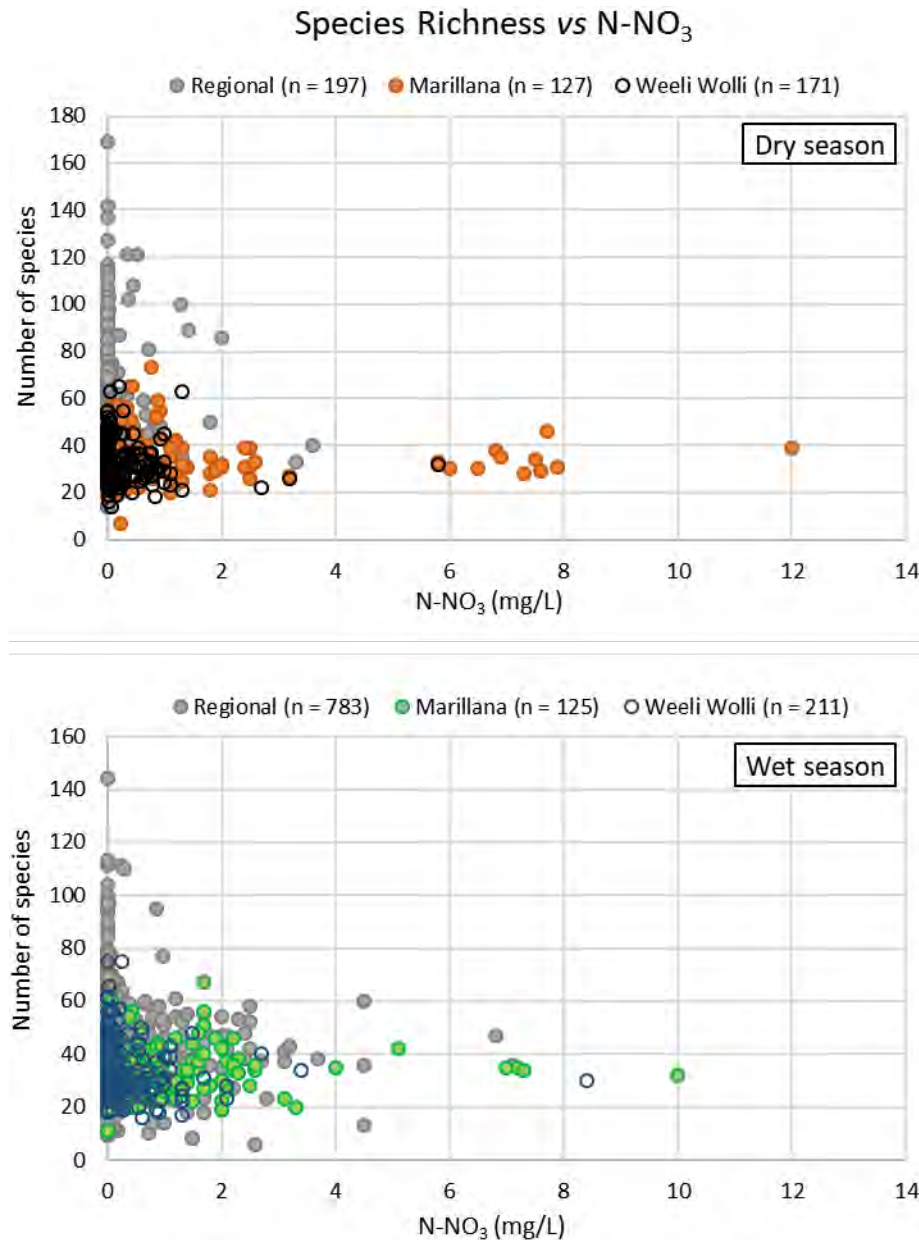 Species Richness vs N-NO₃
Regional (n = 197) Marillana (n = 127) Weeli Wolli (n = 171)
Dry season
Number of species
180
160
140
120
100
80
60
40
20
0
0 2 4 6 8 10 12 14
N-NO₃ (mg/L)
Regional (n = 783) Marillana (n = 125) Weeli Wolli (n = 211)
Wet season
Number of species
160
140
120
100
80
60
40
20
0
0 2 4 6 8 10 12 14
N-NO₃ (mg/L)